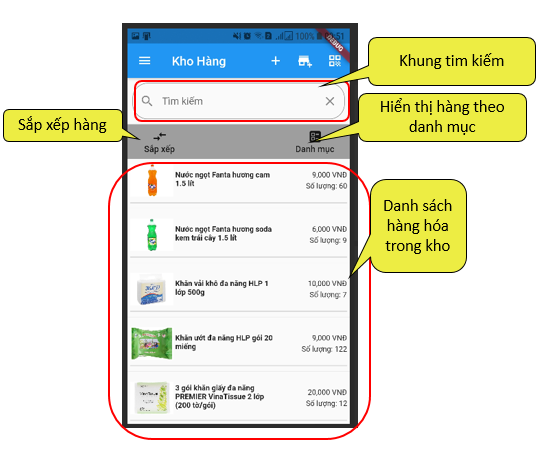 100%
51
DEBUG
Kho Hàng
Khung tim kiếm
Tìm kiếm
Hiển thị hàng theo
danh mục
Sắp xếp hàng
Sắp xếp
Danh mục
Nước ngọt Fanta hương cam
1.5 lít
9,000 VNĐ
Số lượng: 60
Nước ngọt Fanta hương soda
kem trái cây 1.5 lít
6,000 VNĐ
Số lượng: 9
Danh sách
hàng hóa
trong kho
Khăn vải khô đa năng HLP 1
lớp 500g
10,000 VNĐ
Số lượng: 7
Khăn ướt đa năng HLP gói 20
miếng
9,000 VNĐ
Số lượng: 122
3 gói khăn giấy đa năng
PREMIER VinaTissue 2 lớp
(200 tờ/gói)
20,000 VNĐ
Số lượng: 12